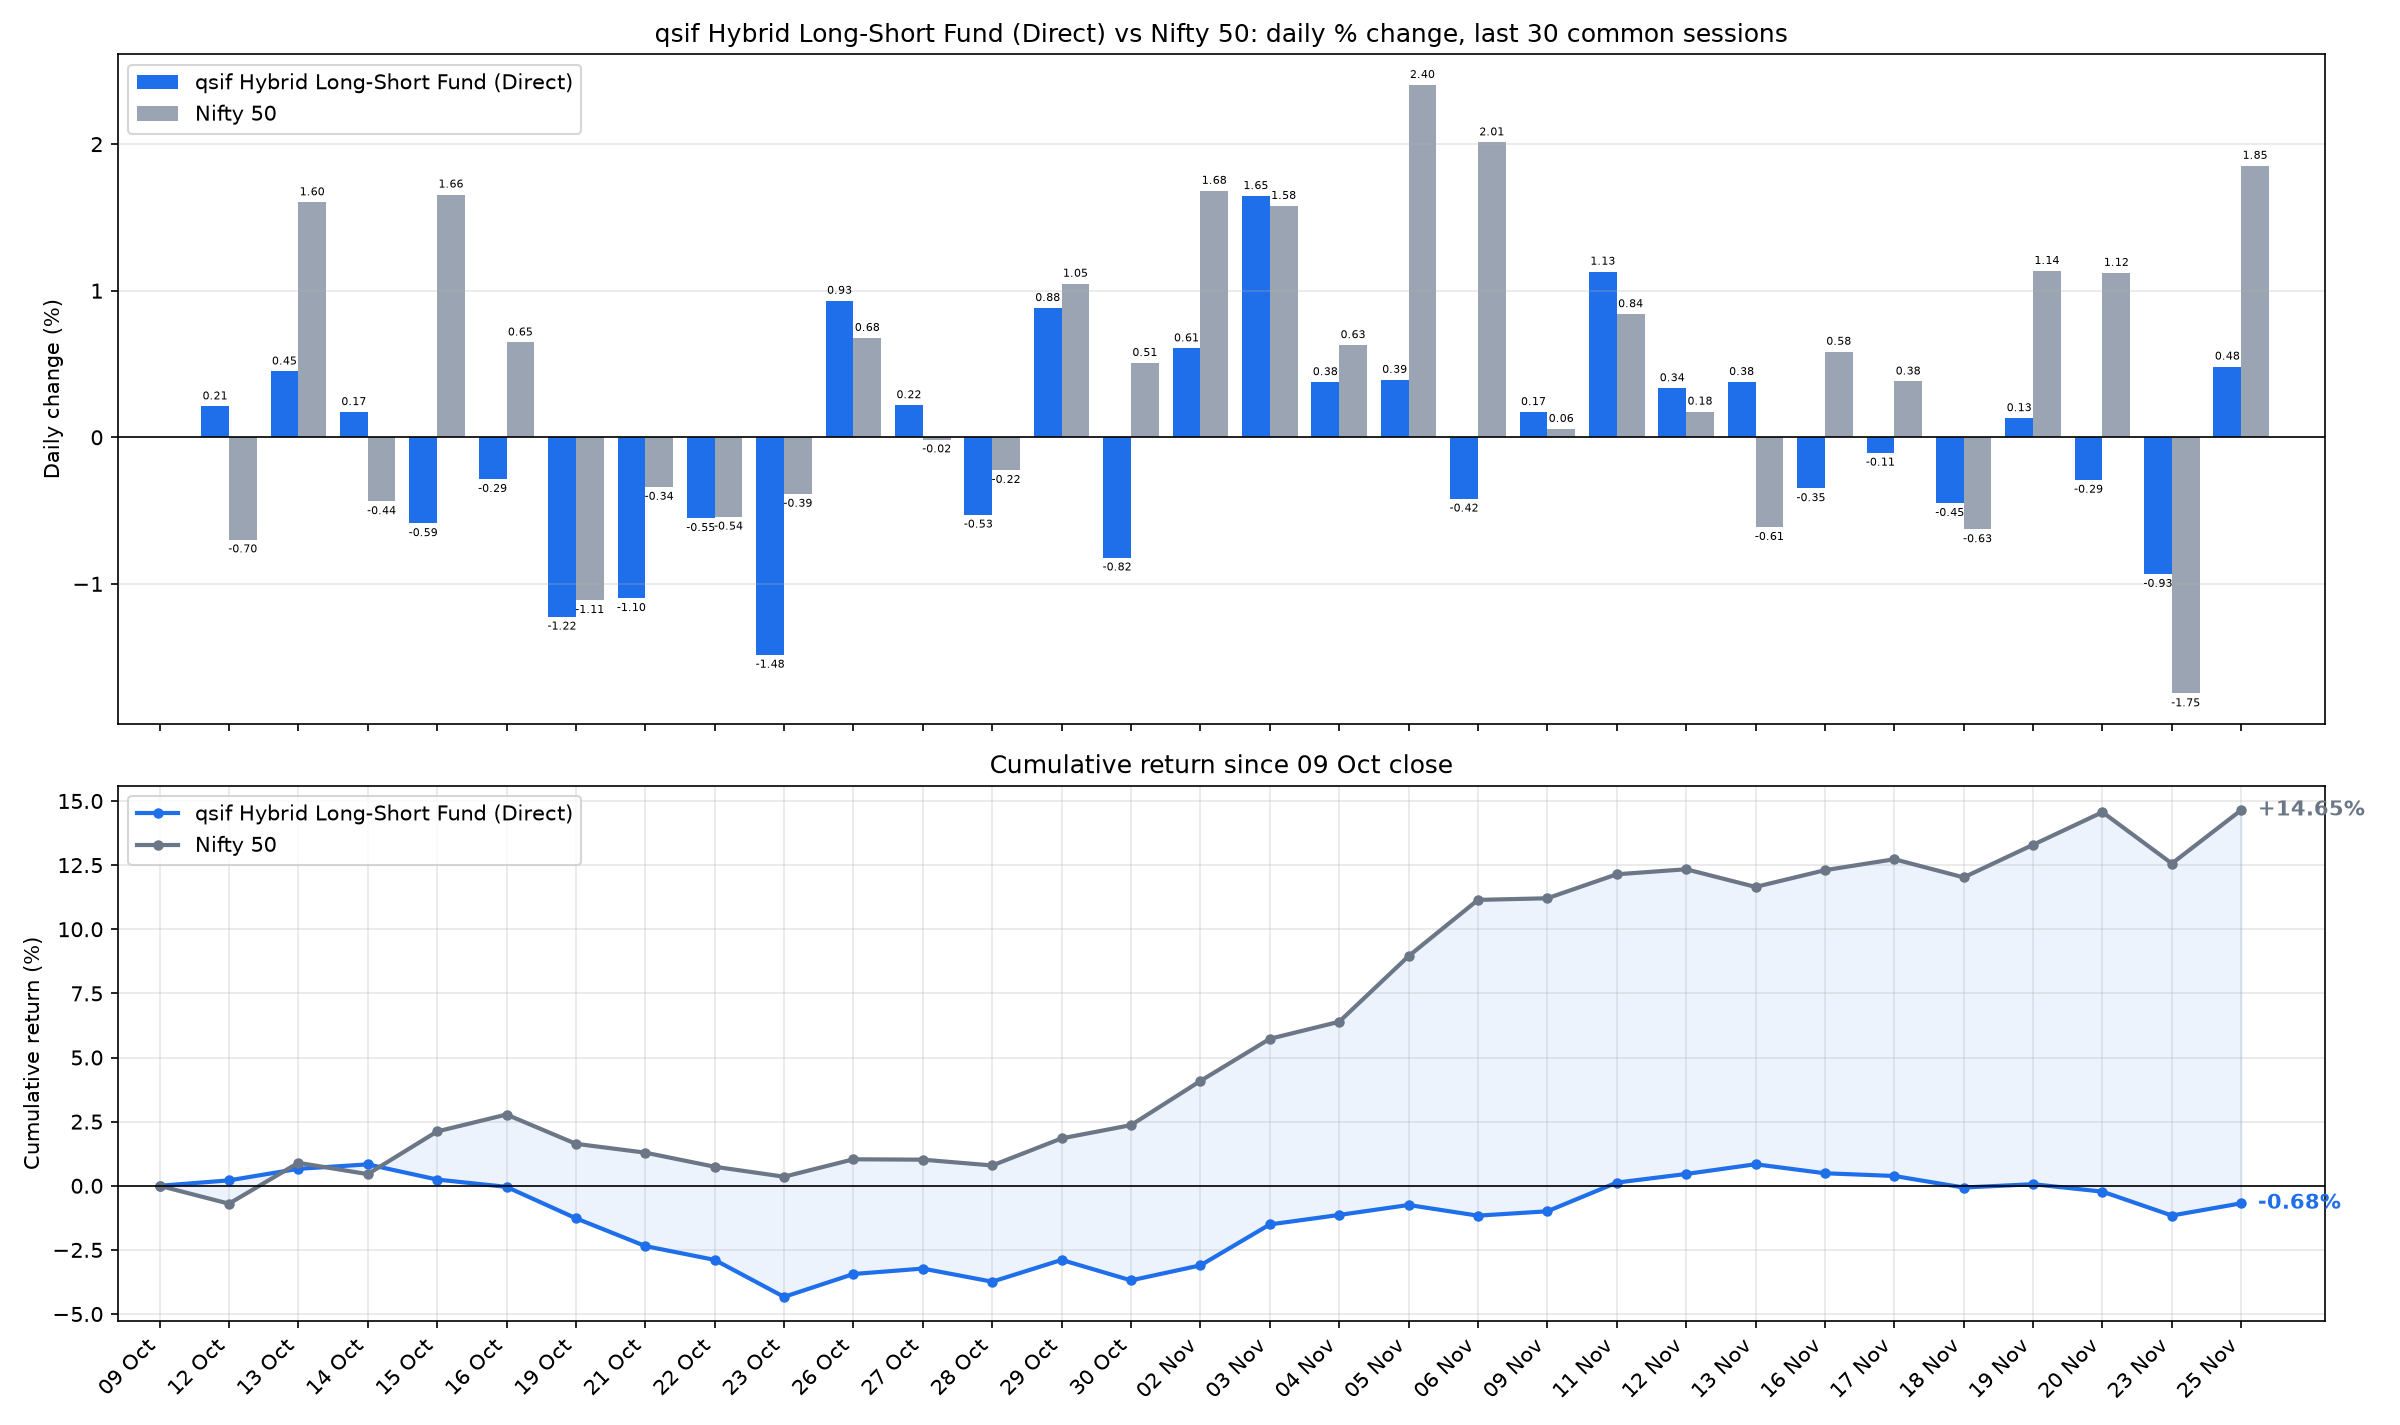 qsif Hybrid Long-Short Fund (Direct) vs Nifty 50: daily % change, last 30 common sessions
qsif Hybrid Long-Short Fund (Direct)
Nifty 50
Daily change (%)
2
1
0
−1
0.21
-0.70
0.45
1.60
0.17
-0.44
-0.59
1.66
-0.29
0.65
-1.22
-1.11
-1.10
-0.34
-0.55
-0.54
-1.48
-0.39
0.93
0.68
0.22
-0.02
-0.53
-0.22
0.88
1.05
-0.82
0.51
0.61
1.68
1.65
1.58
0.38
0.63
0.39
2.40
-0.42
2.01
0.17
0.06
1.13
0.84
0.34
0.18
0.38
-0.61
-0.35
0.58
-0.11
0.38
-0.45
-0.63
0.13
1.14
-0.29
1.12
-0.93
-1.75
0.48
1.85
Cumulative return since 09 Oct close
qsif Hybrid Long-Short Fund (Direct)
Nifty 50
Cumulative return (%)
15.0
12.5
10.0
7.5
5.0
2.5
0.0
−2.5
−5.0
+14.65%
-0.68%
09 Oct
12 Oct
13 Oct
14 Oct
15 Oct
16 Oct
19 Oct
21 Oct
22 Oct
23 Oct
26 Oct
27 Oct
28 Oct
29 Oct
30 Oct
02 Nov
03 Nov
04 Nov
05 Nov
06 Nov
09 Nov
11 Nov
12 Nov
13 Nov
16 Nov
17 Nov
18 Nov
19 Nov
20 Nov
23 Nov
25 Nov